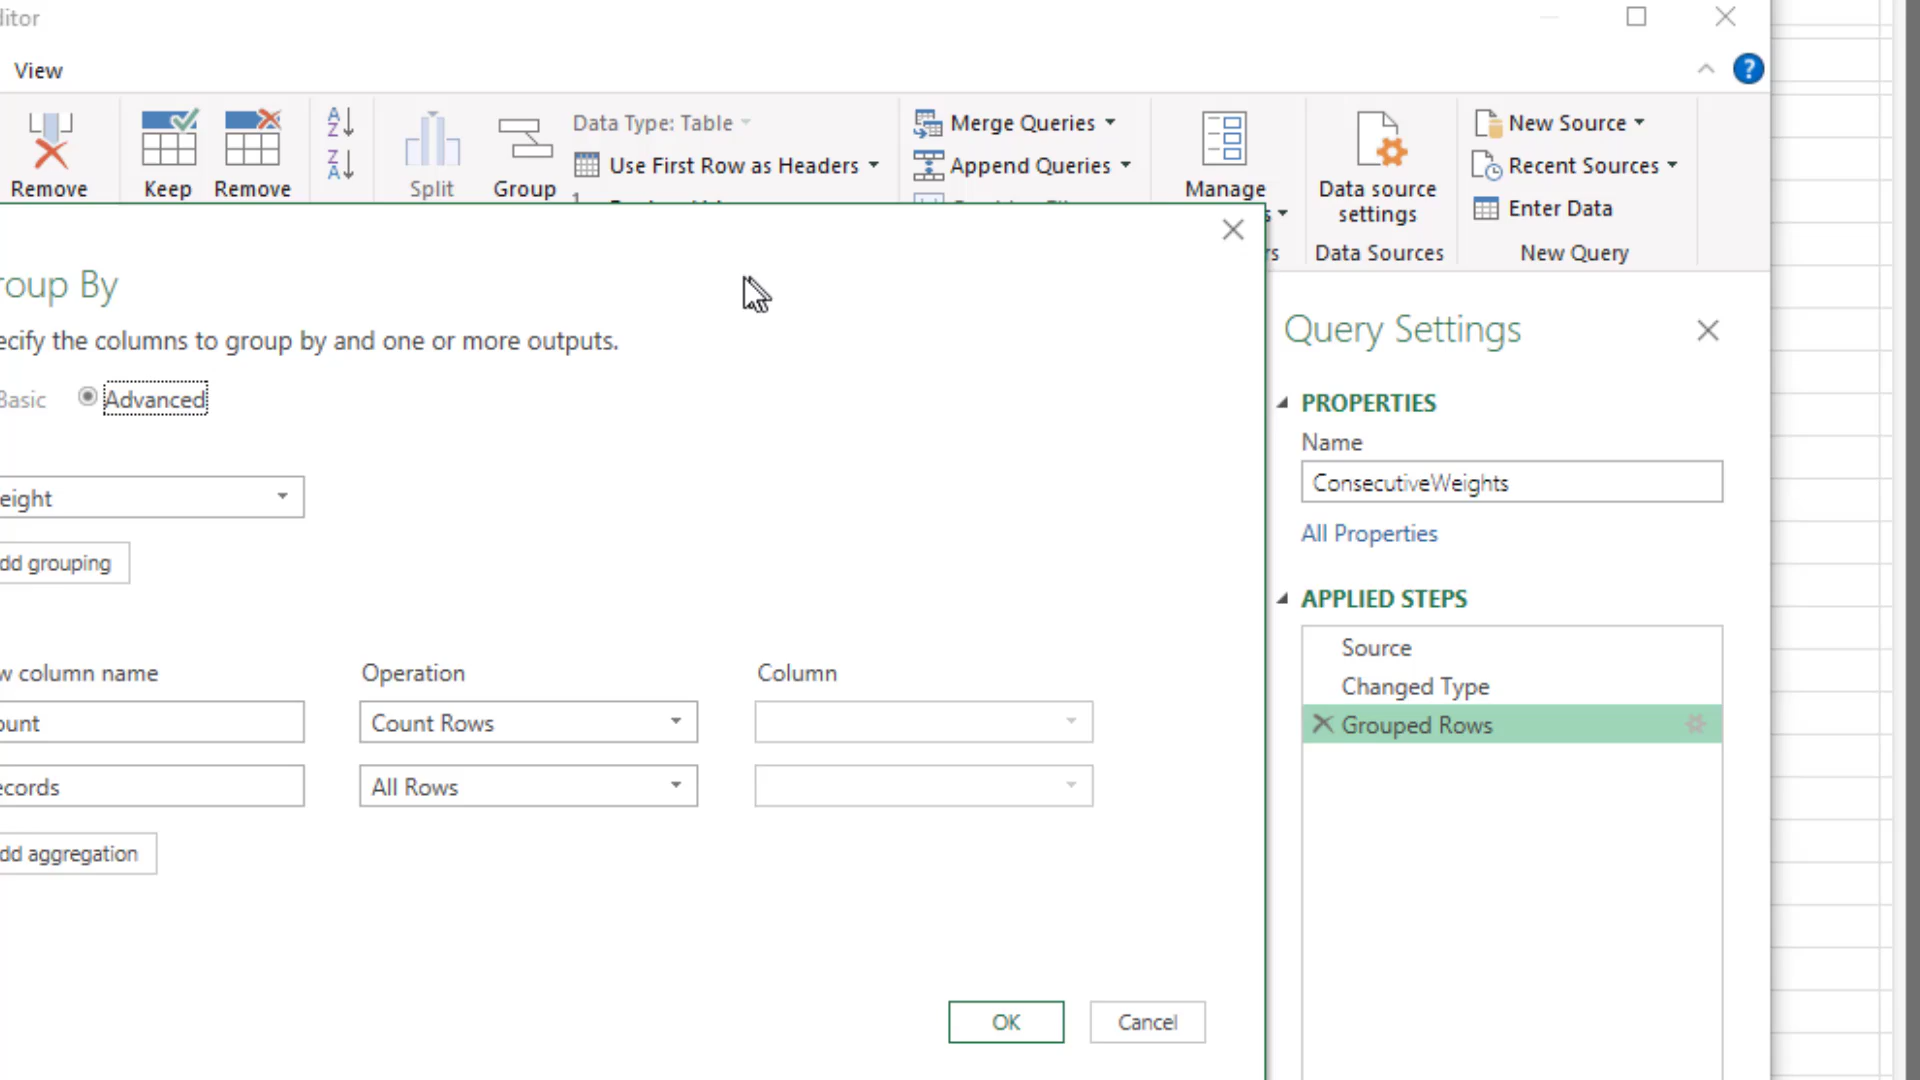 ditor
View
Remove
Keep
Remove
A
Z
Z
A
Split
Group
Data Type: Table
Use First Row as Headers
Merge Queries
Append Queries
Manage
Data source
settings
Data Sources
New Source
Recent Sources
Enter Data
New Query
?
rs
roup By
ecify the columns to group by and one or more outputs.
Basic
Advanced
eight
dd grouping
w column name
Operation
Column
ount
Count Rows
ecords
All Rows
dd aggregation
OK
Cancel
Query Settings
PROPERTIES
Name
ConsecutiveWeights
All Properties
APPLIED STEPS
Source
Changed Type
Grouped Rows